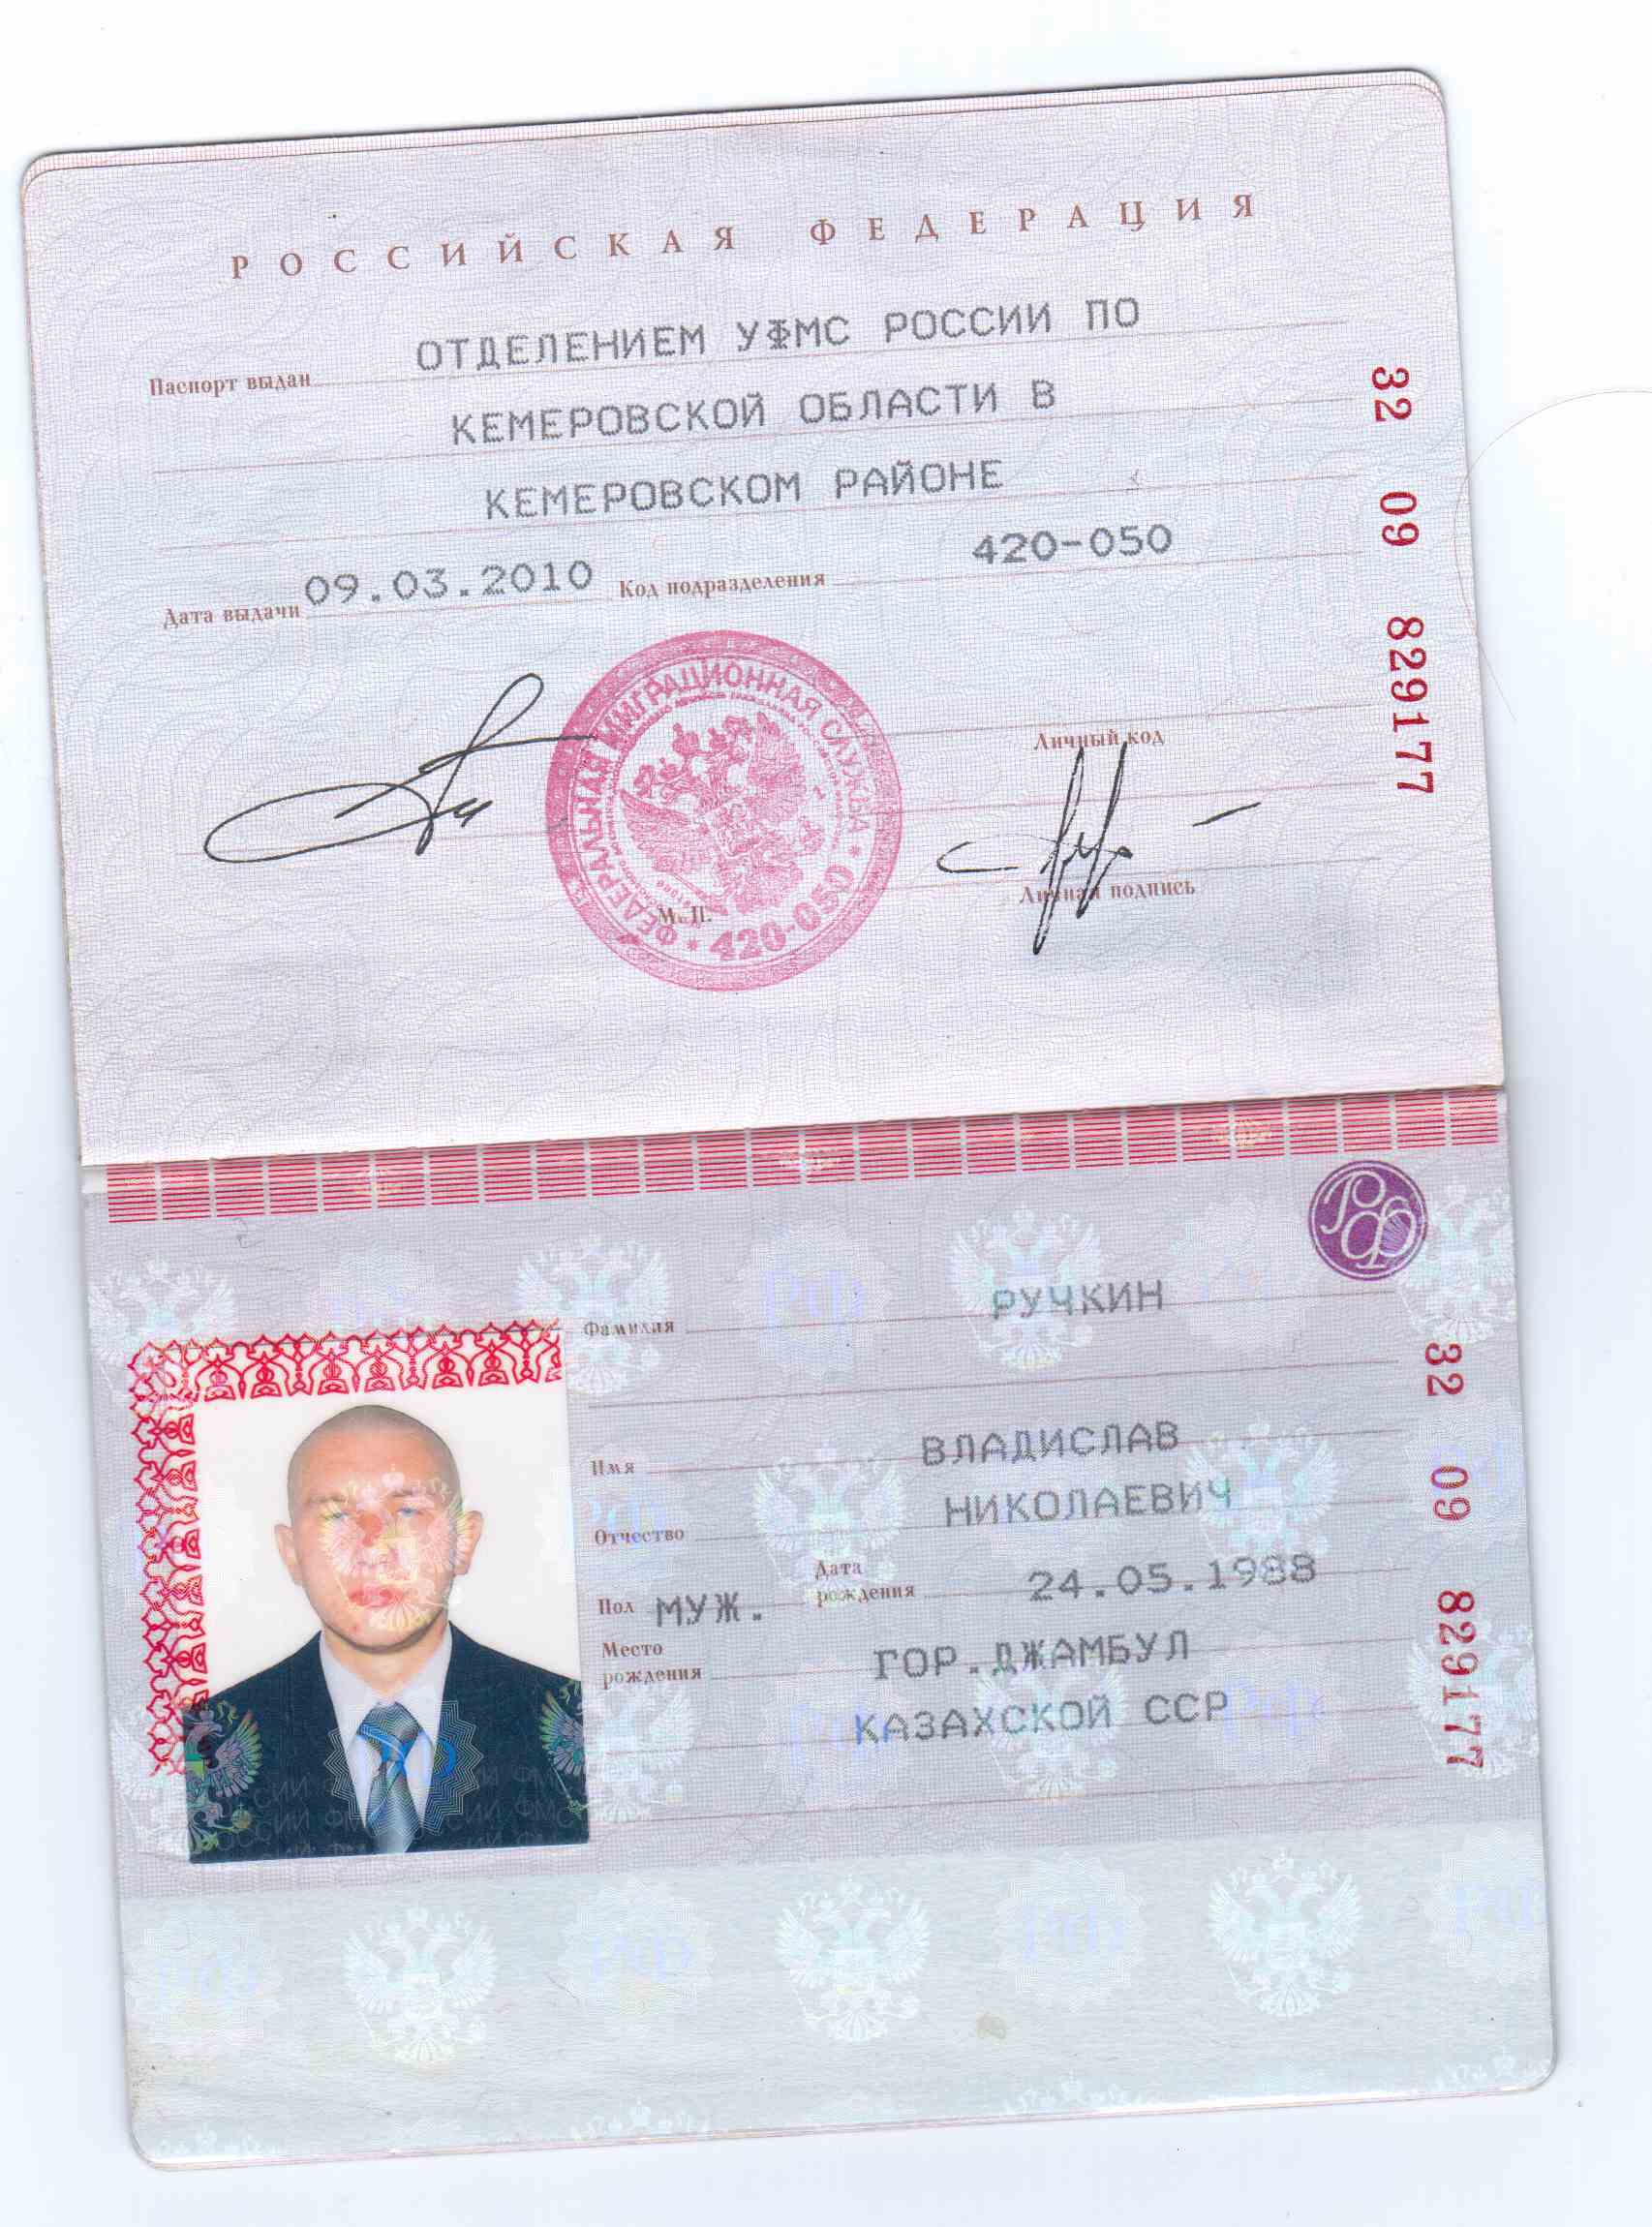 РОССИЙСКАЯ ФЕДЕРАЦИЯ
Паспорт выдан ОТДЕЛЕНИЕМ УФМС РОССИИ ПО
КЕМЕРОВСКОЙ ОБЛАСТИ В
КЕМЕРОВСКОМ РАЙОНЕ
Дата выдачи 09.03.2010 Код подразделения 420-050
32 09 829177
ФЕДЕРАЛЬНАЯ МИГРАЦИОННАЯ СЛУЖБА
420-050
М.П.
Личный код
Личная подпись
РФ
Фамилия РУЧКИН
Имя ВЛАДИСЛАВ
Отчество НИКОЛАЕВИЧ
Пол МУЖ. Дата рождения 24.05.1988
Место рождения ГОР.ДЖАМБУЛ
КАЗАХСКОЙ ССР
32 09 829177